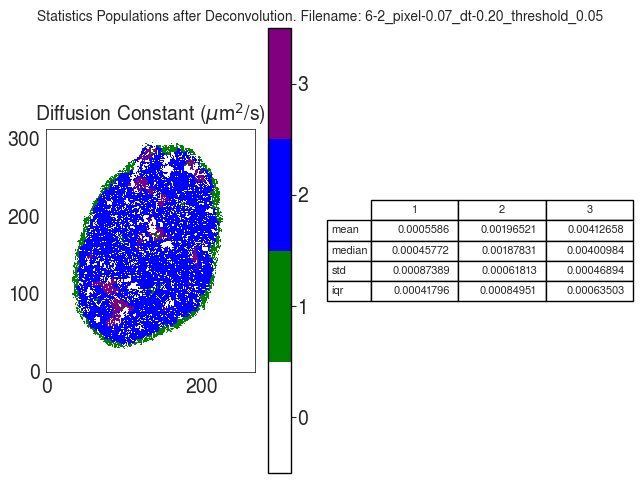 Statistics Populations after Deconvolution. Filename: 6-2_pixel-0.07_dt-0.20_threshold_0.05
Diffusion Constant (μm²/s)
300
200
100
0
0 200
3
2
1
0
1 2 3
mean 0.0005586 0.00196521 0.00412658
median 0.00045772 0.00187831 0.00400984
std 0.00087389 0.00061813 0.00046894
iqr 0.00041796 0.00084951 0.00063503